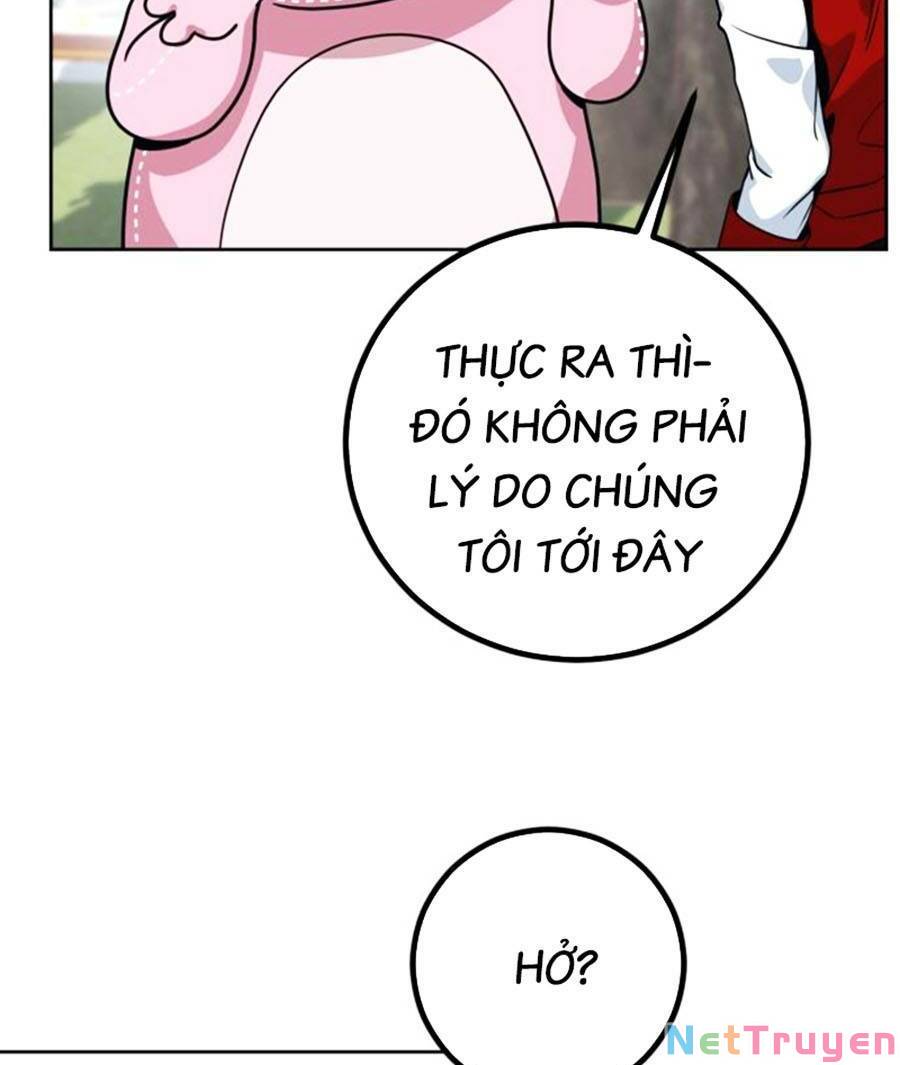 THỰC RA THÌ-
ĐÓ KHÔNG PHẢI
LÝ DO CHÚNG
TÔI TỚI ĐÂY
HỞ?
NetTruyen